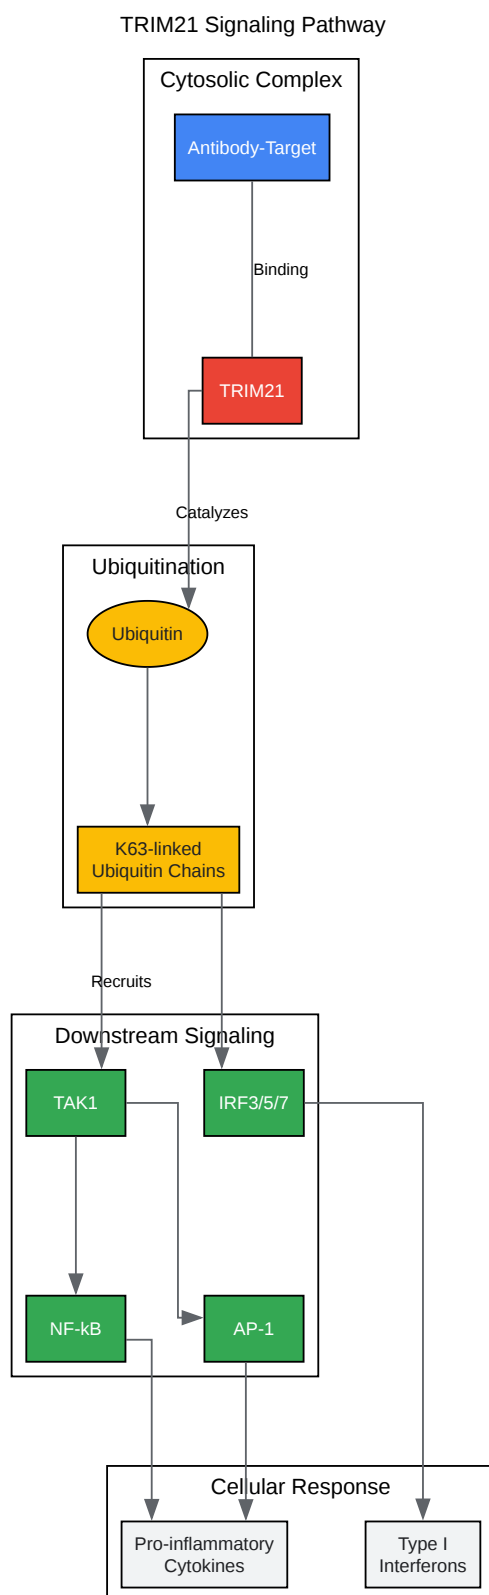 TRIM21 Signaling Pathway
Cytosolic Complex
Antibody-Target
Binding
TRIM21
Catalyzes
Ubiquitination
Ubiquitin
K63-linked
Ubiquitin Chains
Recruits
Downstream Signaling
TAK1
IRF3/5/7
NF-kB
AP-1
Cellular Response
Pro-inflammatory
Cytokines
Type I
Interferons